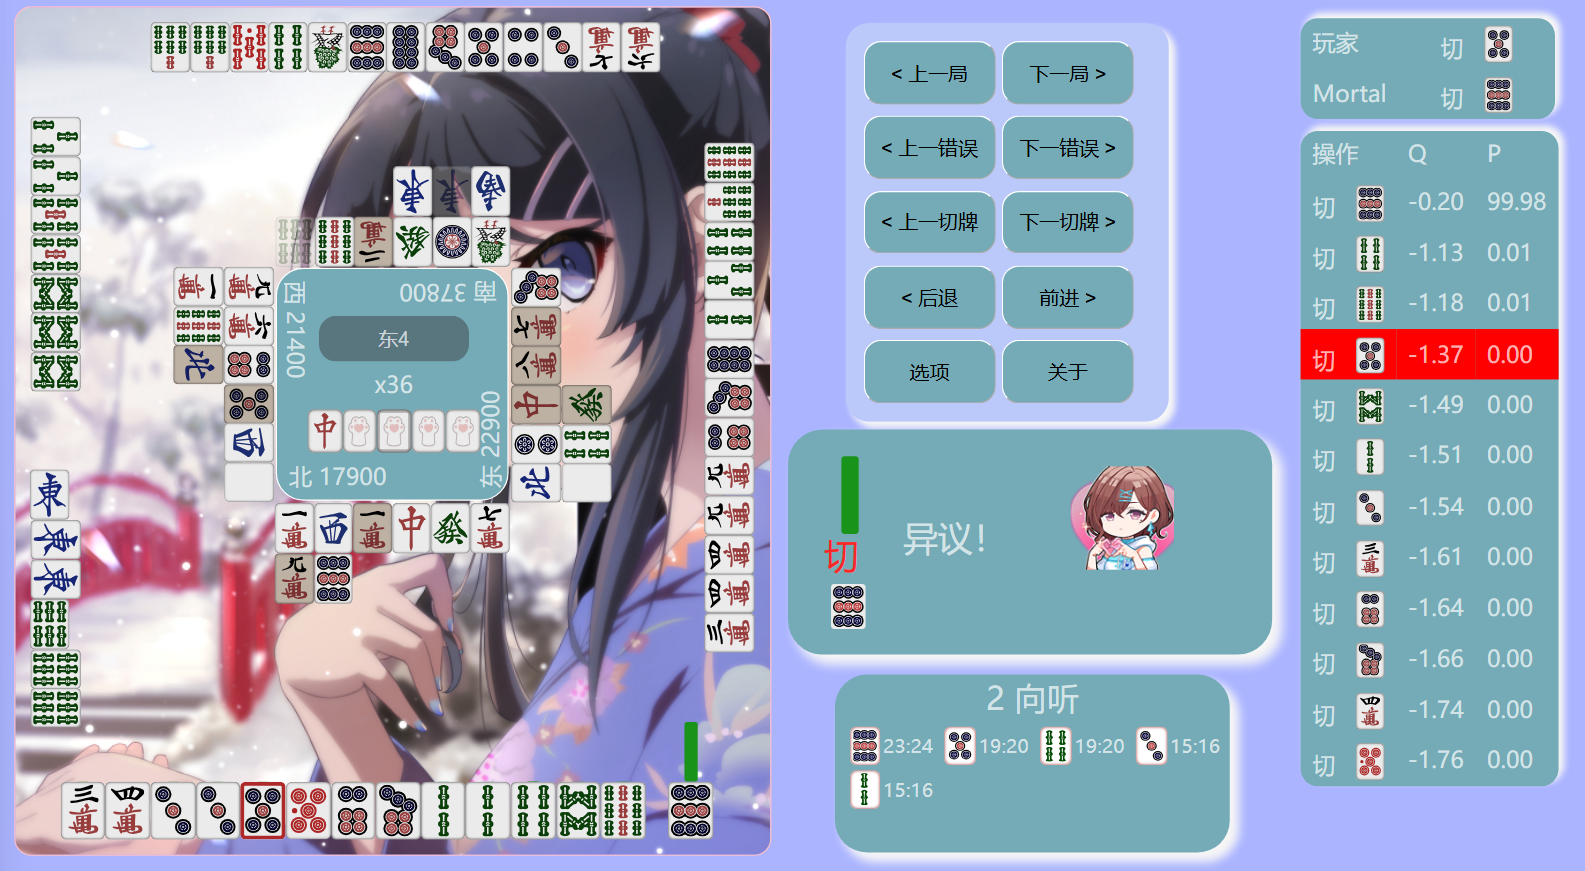 南 37800
西 21400
东4
x36
东 22900
北 17900
< 上一局
下一局 >
< 上一错误
下一错误 >
< 上一切牌
下一切牌 >
< 后退
前进 >
选项
关于
切
异议!
2 向听
23:24
19:20
19:20
15:16
15:16
玩家 切
Mortal 切
操作 Q P
切 -0.20 99.98
切 -1.13 0.01
切 -1.18 0.01
切 -1.37 0.00
切 -1.49 0.00
切 -1.51 0.00
切 -1.54 0.00
切 -1.61 0.00
切 -1.64 0.00
切 -1.66 0.00
切 -1.74 0.00
切 -1.76 0.00